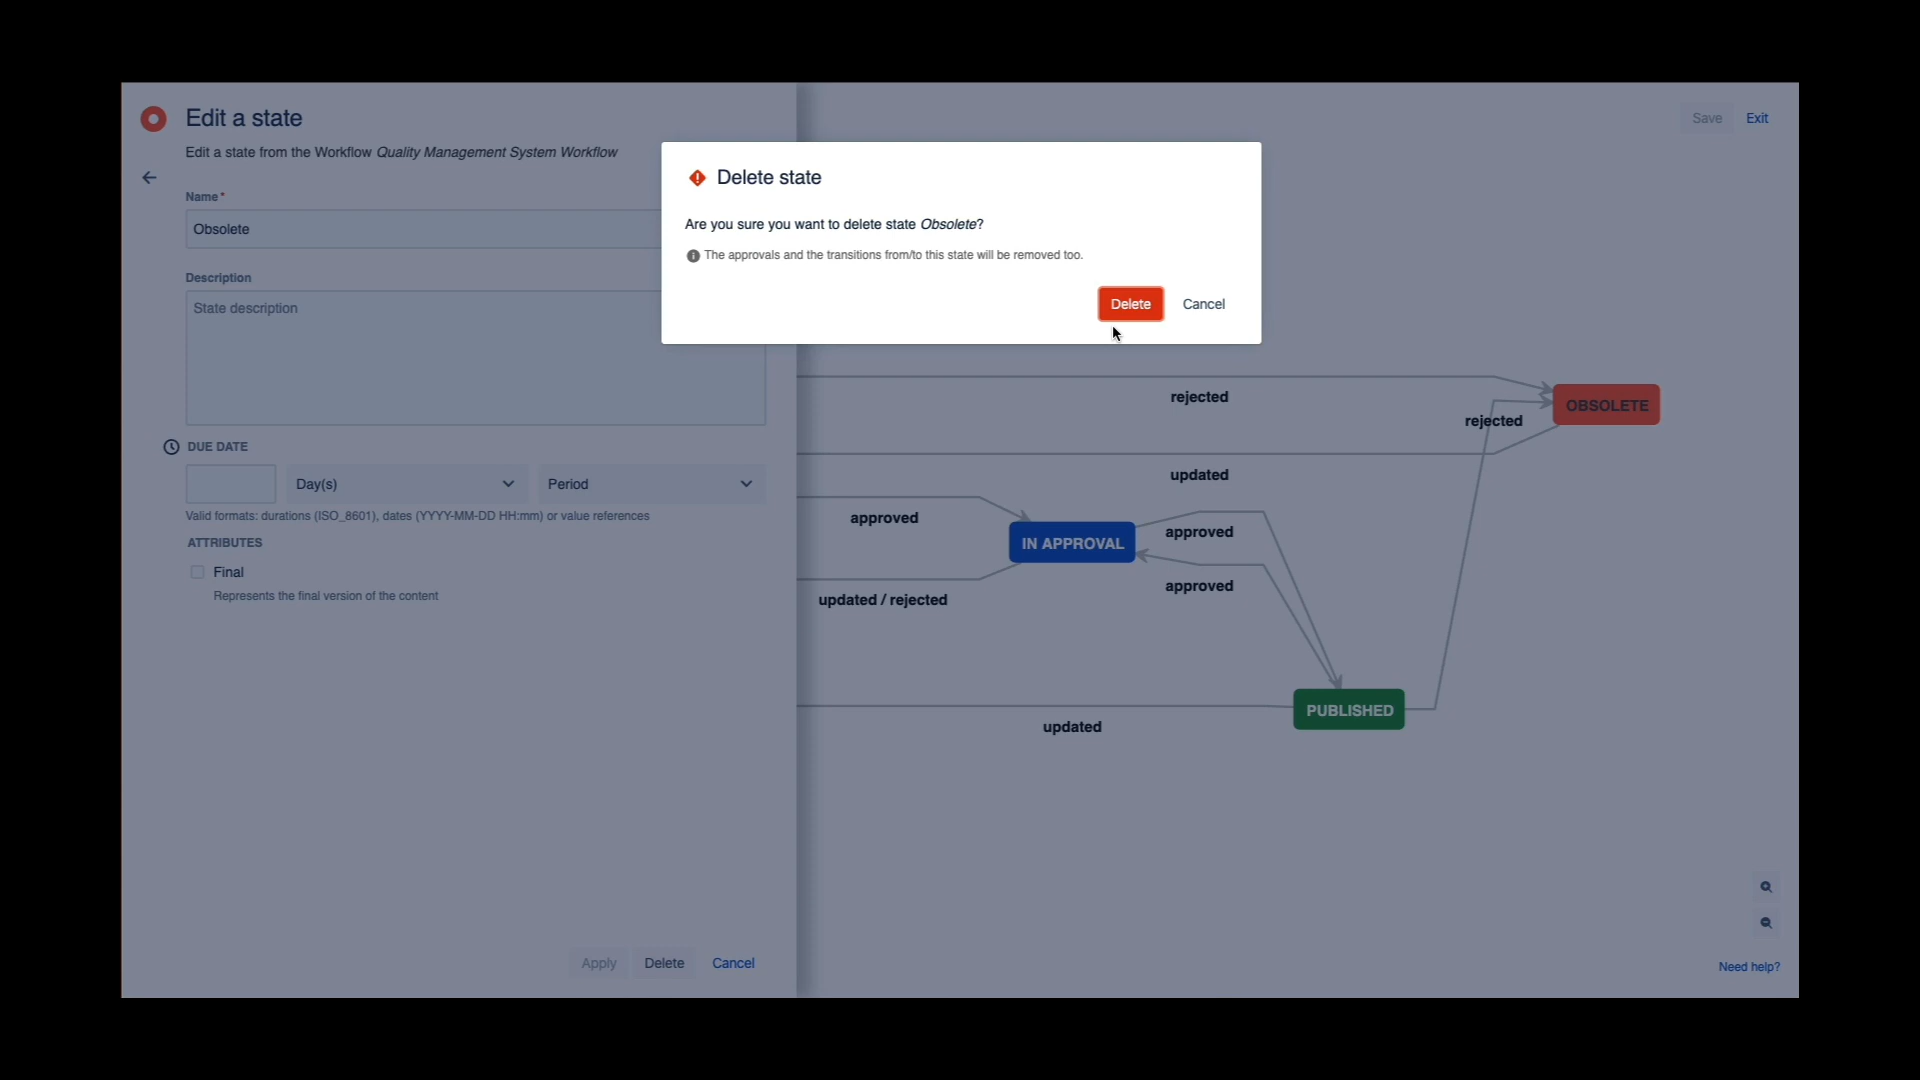 Edit a state
Edit a state from the Workflow Quality Management System Workflow
Name*
Obsolete
Description
State description
DUE DATE
Day(s)
Period
Valid formats: durations (ISO_8601), dates (YYYY-MM-DD HH:mm) or value references
ATTRIBUTES
Final
Represents the final version of the content
Apply
Delete
Cancel
Save
Exit
Delete state
Are you sure you want to delete state Obsolete?
The approvals and the transitions from/to this state will be removed too.
Delete
Cancel
rejected
OBSOLETE
rejected
updated
approved
IN APPROVAL
approved
approved
updated / rejected
PUBLISHED
updated
Need help?